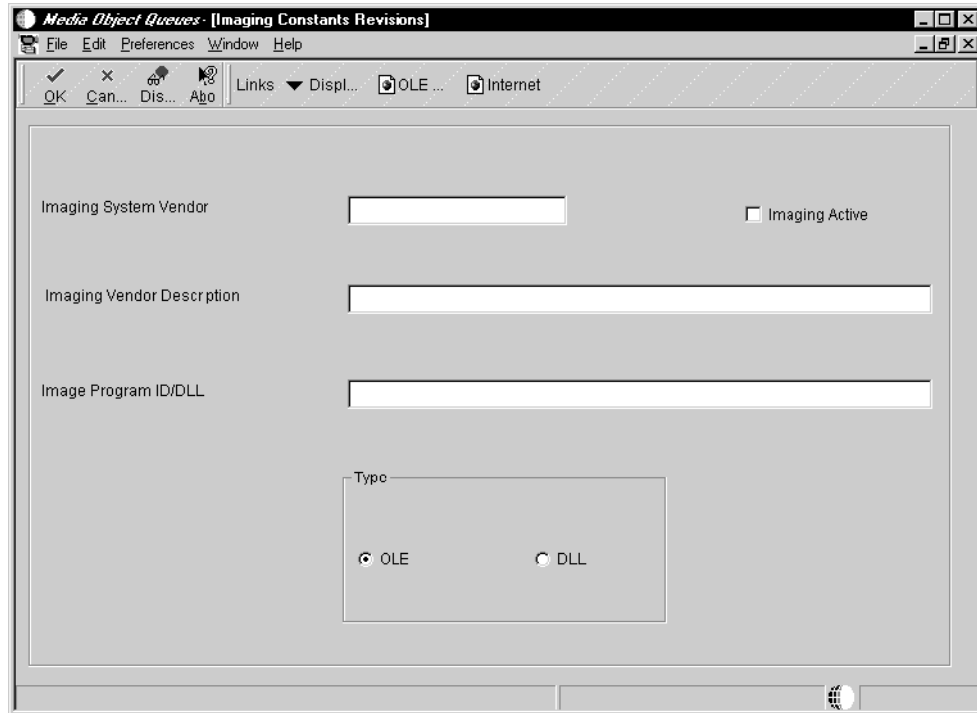 Media Object Queues - [Imaging Constants Revisions]
File Edit Preferences Window Help
OK Can... Dis... Abo Links Displ... OLE ... Internet
Imaging System Vendor
Imaging Active
Imaging Vendor Descrption
Image Program ID/DLL
Type
OLE DLL